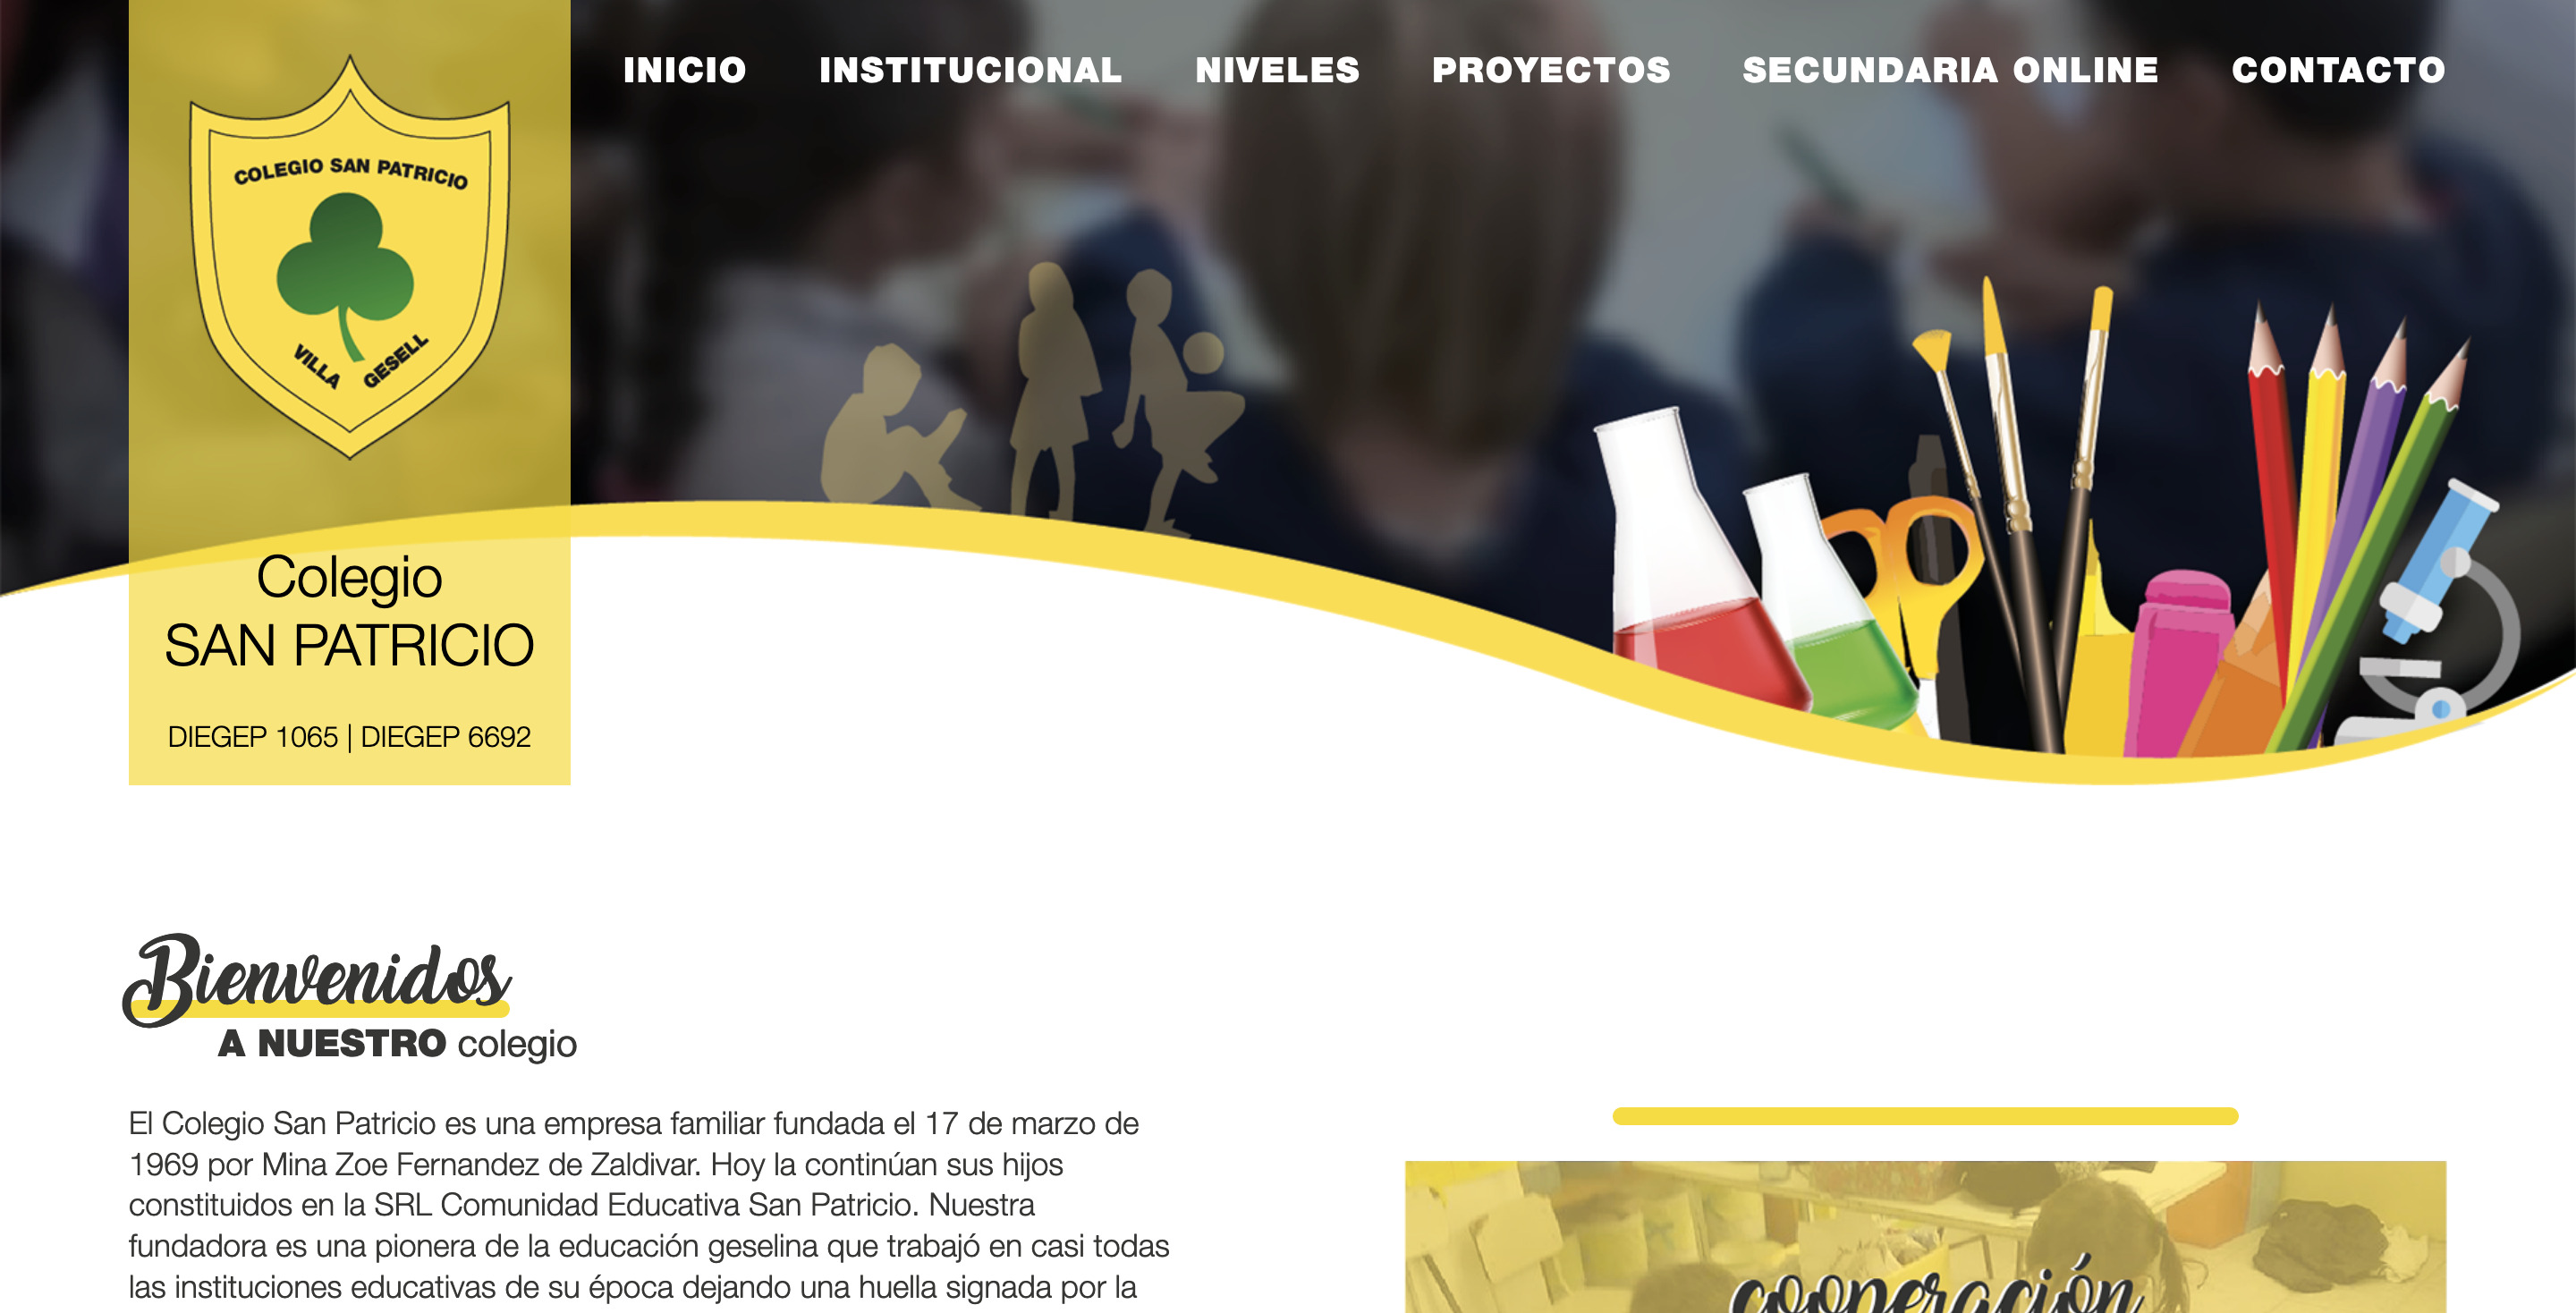 INICIO INSTITUCIONAL NIVELES PROYECTOS SECUNDARIA ONLINE CONTACTO
COLEGIO SAN PATRICIO
VILLA GESELL
Colegio
SAN PATRICIO
DIEGEP 1065 | DIEGEP 6692
Bienvenidos
A NUESTRO colegio
El Colegio San Patricio es una empresa familiar fundada el 17 de marzo de
1969 por Mina Zoe Fernandez de Zaldivar. Hoy la continúan sus hijos
constituidos en la SRL Comunidad Educativa San Patricio. Nuestra
fundadora es una pionera de la educación geselina que trabajó en casi todas
las instituciones educativas de su época dejando una huella signada por la
cooperación